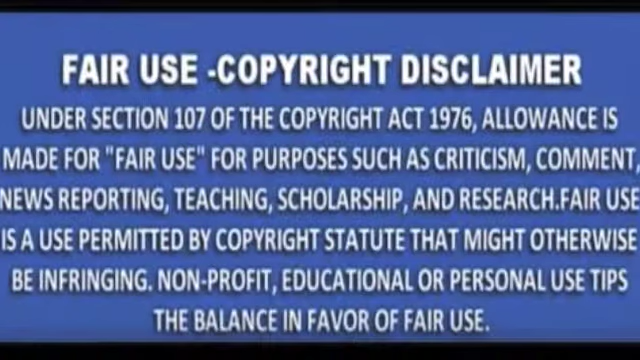 FAIR USE -COPYRIGHT DISCLAIMER
UNDER SECTION 107 OF THE COPYRIGHT ACT 1976, ALLOWANCE IS
MADE FOR "FAIR USE" FOR PURPOSES SUCH AS CRITICISM, COMMENT,
NEWS REPORTING, TEACHING, SCHOLARSHIP, AND RESEARCH.FAIR USE
IS A USE PERMITTED BY COPYRIGHT STATUTE THAT MIGHT OTHERWISE
BE INFRINGING. NON-PROFIT, EDUCATIONAL OR PERSONAL USE TIPS
THE BALANCE IN FAVOR OF FAIR USE.